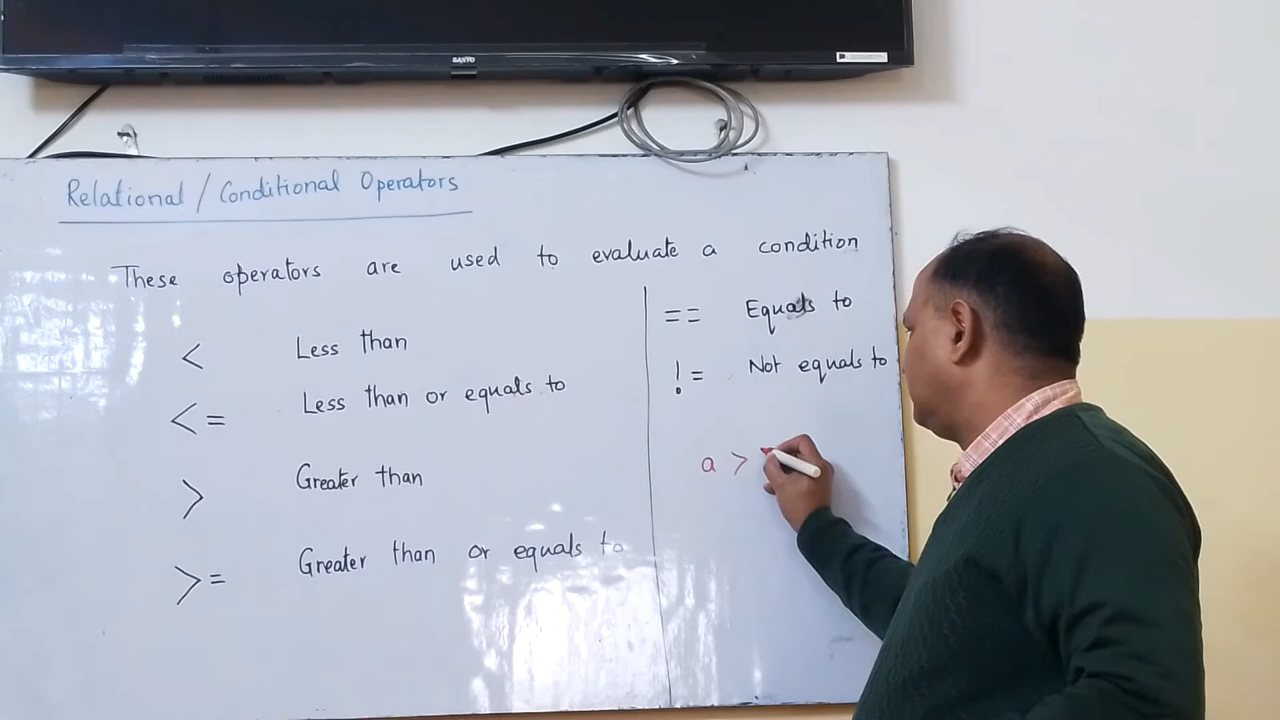 SANYO
Relational / Conditional Operators
These operators are used to evaluate a condition
< Less than
<= Less than or equals to
> Greater than
>= Greater than or equals to
== Equals to
!= Not equals to
a >